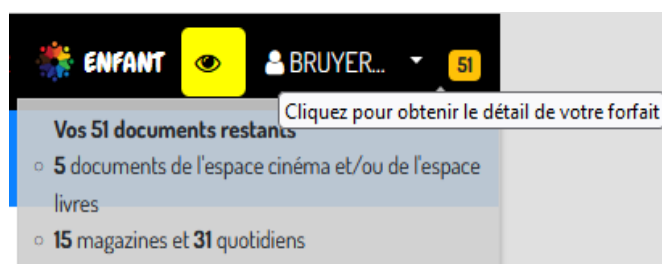 ENFANT
BRUYER...
51
Cliquez pour obtenir le détail de votre forfait
Vos 51 documents restants
5 documents de l'espace cinéma et/ou de l'espace
livres
15 magazines et 31 quotidiens